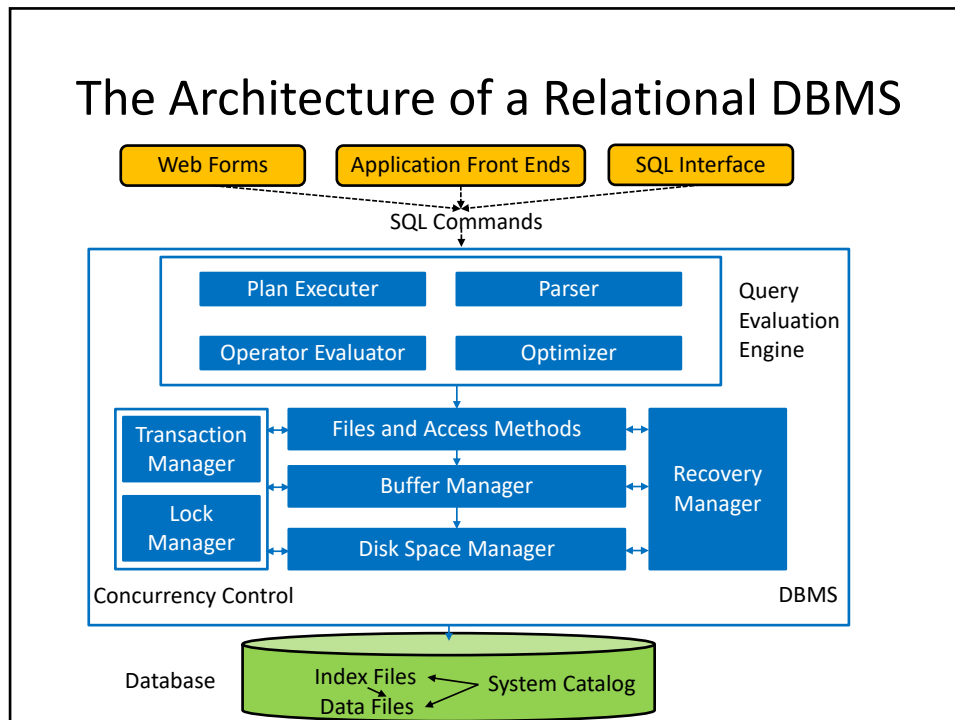 The Architecture of a Relational DBMS
Web Forms
Application Front Ends
SQL Interface
SQL Commands
Plan Executer
Parser
Operator Evaluator
Optimizer
Query
Evaluation
Engine
Transaction
Manager
Lock
Manager
Files and Access Methods
Buffer Manager
Disk Space Manager
Recovery
Manager
Concurrency Control
DBMS
Database
Index Files
System Catalog
Data Files